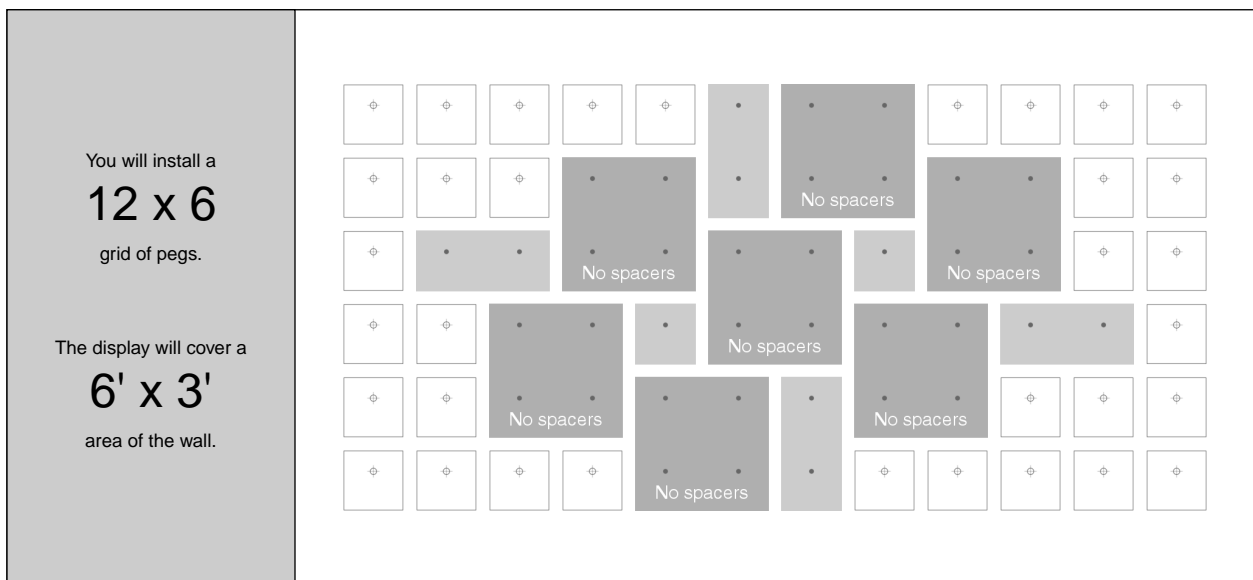 You will install a
12 x 6
grid of pegs.
The display will cover a
6' x 3'
area of the wall.
No spacers
No spacers
No spacers
No spacers
No spacers
No spacers
No spacers